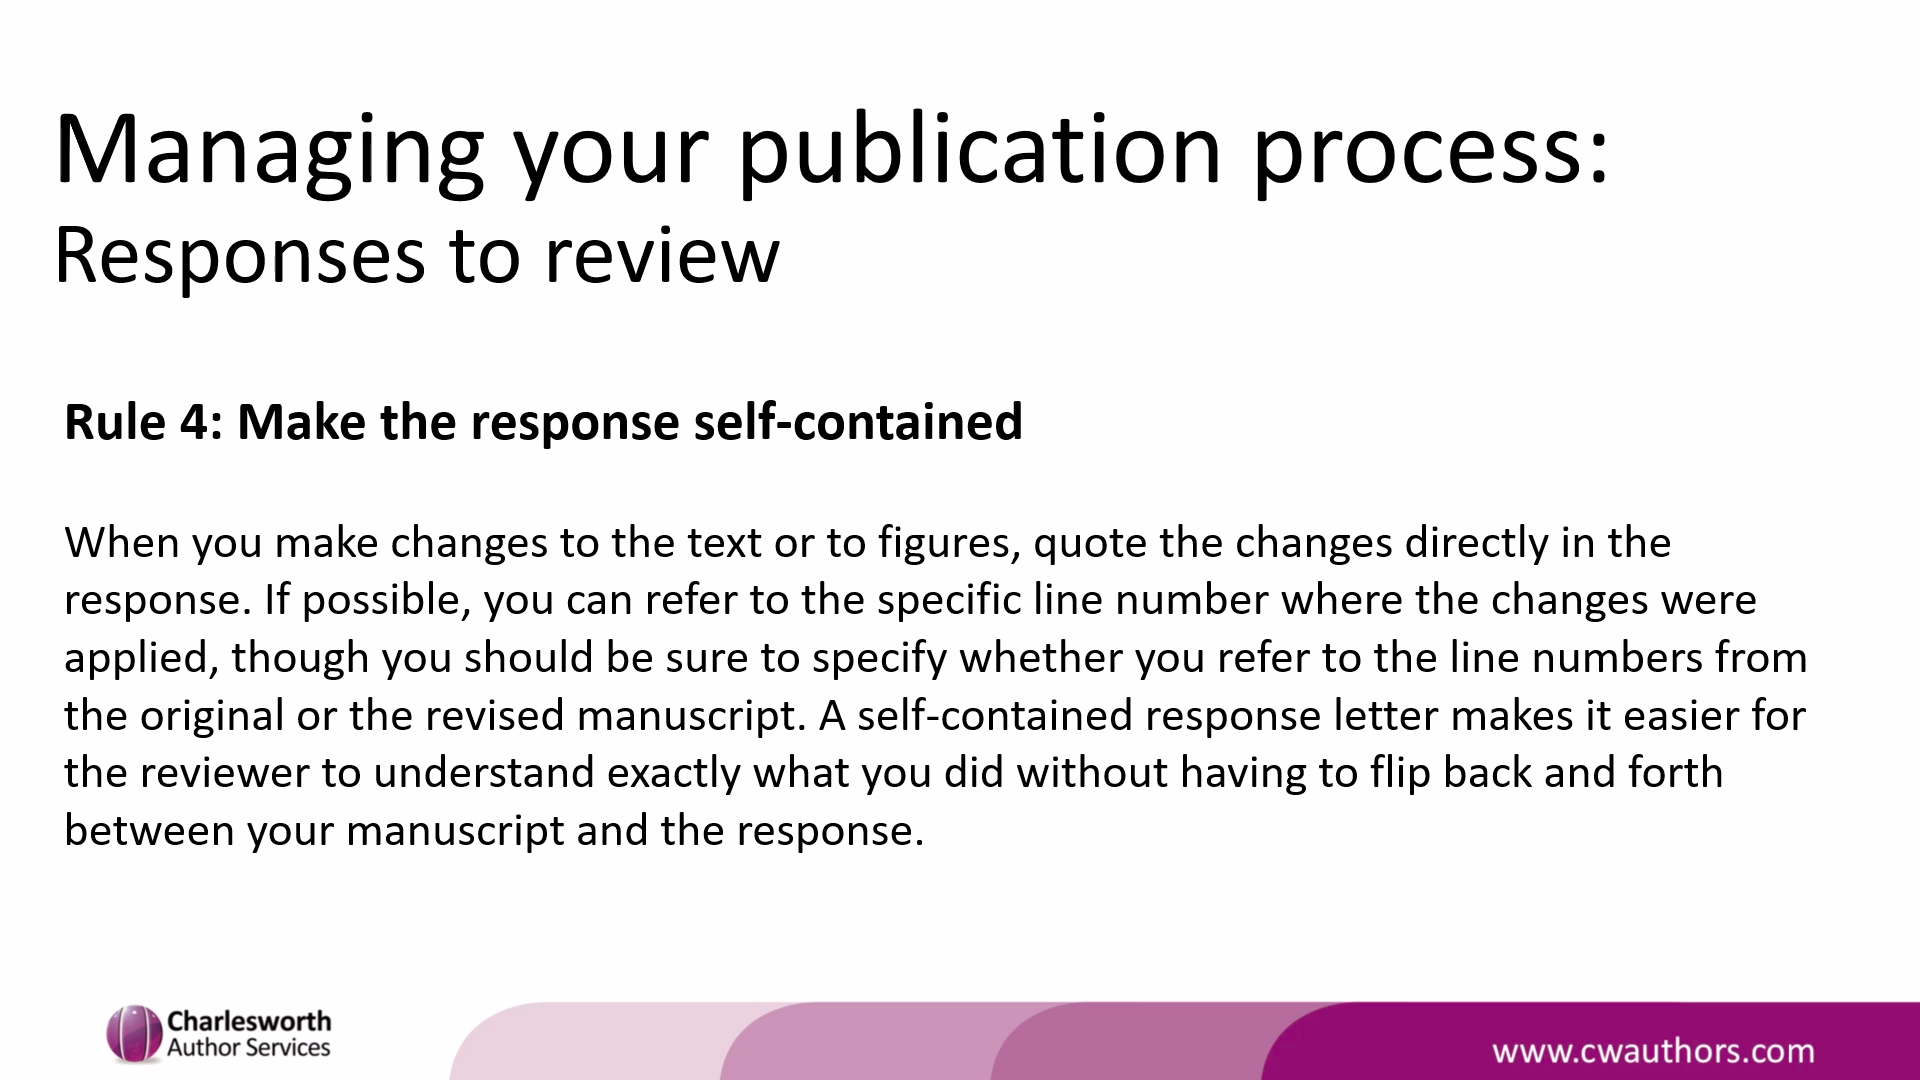 Managing your publication process:
Responses to review
Rule 4: Make the response self-contained
When you make changes to the text or to figures, quote the changes directly in the
response. If possible, you can refer to the specific line number where the changes were
applied, though you should be sure to specify whether you refer to the line numbers from
the original or the revised manuscript. A self-contained response letter makes it easier for
the reviewer to understand exactly what you did without having to flip back and forth
between your manuscript and the response.
Charlesworth
Author Services
www.cwauthors.com